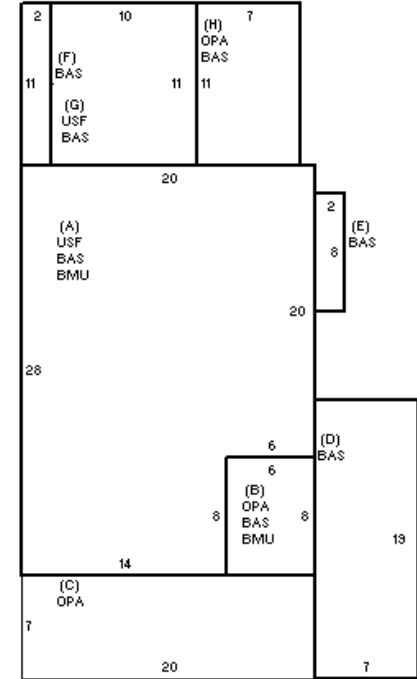 2 10 7
(H)
OPA
BAS
(F)
BAS
11 11 11
(G)
USF
BAS
20
2
(A)
USF
BAS
BMU
(E)
BAS
8
20
28
6
(D)
BAS
6
(B)
OPA
BAS
BMU
8 8
19
14
(C)
OPA
7
20 7